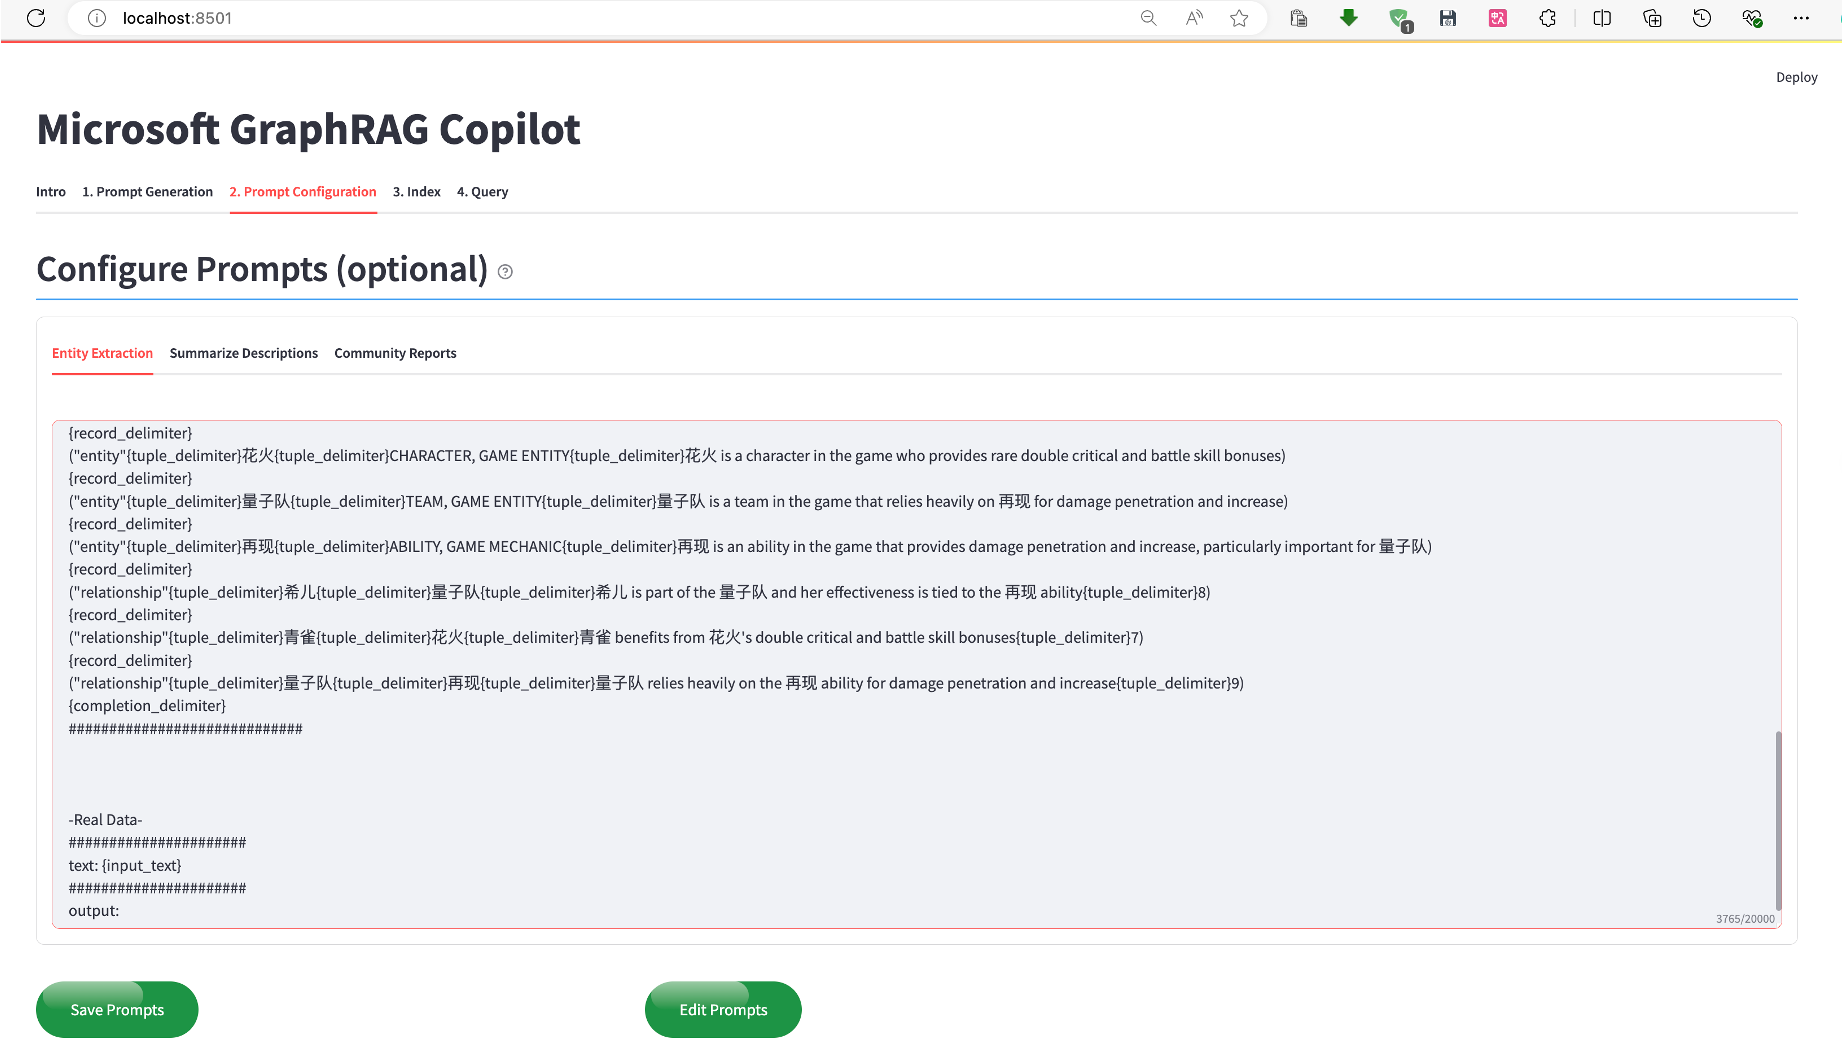 localhost:8501
1
Deploy
Microsoft GraphRAG Copilot
Intro 1. Prompt Generation 2. Prompt Configuration 3. Index 4. Query
Configure Prompts (optional)
Entity Extraction Summarize Descriptions Community Reports
{record_delimiter}
("entity"{tuple_delimiter}花火{tuple_delimiter}CHARACTER, GAME ENTITY{tuple_delimiter}花火 is a character in the game who provides rare double critical and battle skill bonuses)
{record_delimiter}
("entity"{tuple_delimiter}量子队{tuple_delimiter}TEAM, GAME ENTITY{tuple_delimiter}量子队 is a team in the game that relies heavily on 再现 for damage penetration and increase)
{record_delimiter}
("entity"{tuple_delimiter}再现{tuple_delimiter}ABILITY, GAME MECHANIC{tuple_delimiter}再现 is an ability in the game that provides damage penetration and increase, particularly important for 量子队)
{record_delimiter}
("relationship"{tuple_delimiter}希儿{tuple_delimiter}量子队{tuple_delimiter}希儿 is part of the 量子队 and her effectiveness is tied to the 再现 ability{tuple_delimiter}8)
{record_delimiter}
("relationship"{tuple_delimiter}青雀{tuple_delimiter}花火{tuple_delimiter}青雀 benefits from 花火's double critical and battle skill bonuses{tuple_delimiter}7)
{record_delimiter}
("relationship"{tuple_delimiter}量子队{tuple_delimiter}再现{tuple_delimiter}量子队 relies heavily on the 再现 ability for damage penetration and increase{tuple_delimiter}9)
{completion_delimiter}
#############################
-Real Data-
######################
text: {input_text}
######################
output:
3765/20000
Save Prompts Edit Prompts